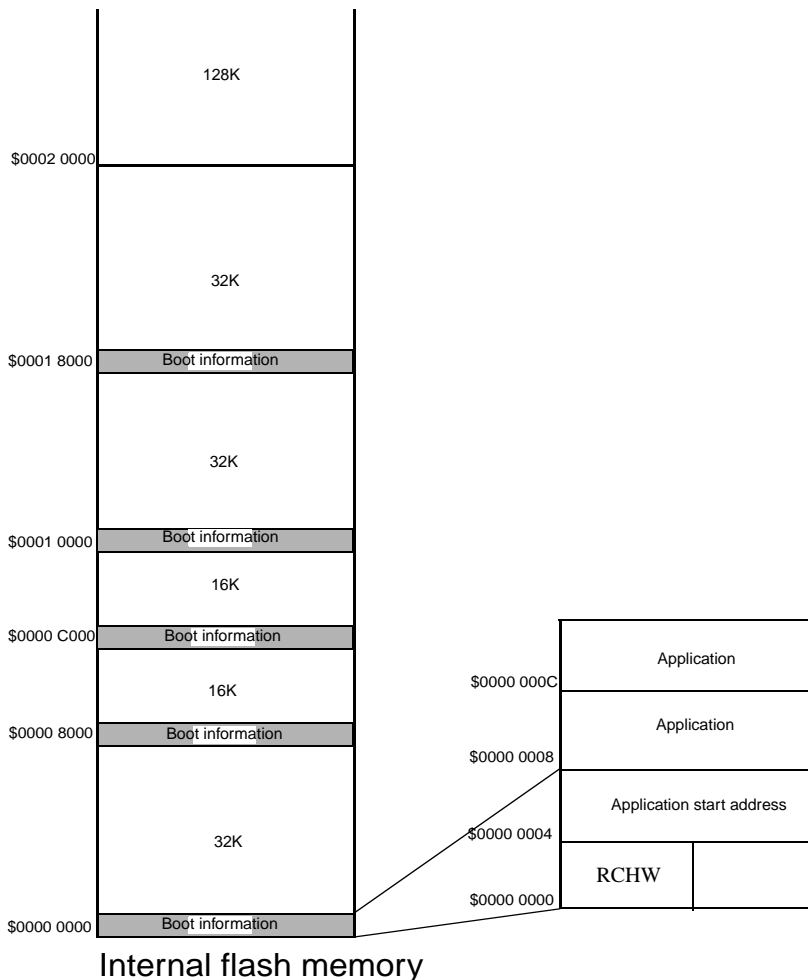 128K
$0002 0000
32K
$0001 8000
Boot information
32K
$0001 0000
Boot information
16K
$0000 C000
Boot information
16K
$0000 8000
Boot information
32K
$0000 0000
Boot information
Application
$0000 000C
Application
$0000 0008
Application start address
$0000 0004
RCHW
$0000 0000
Internal flash memory